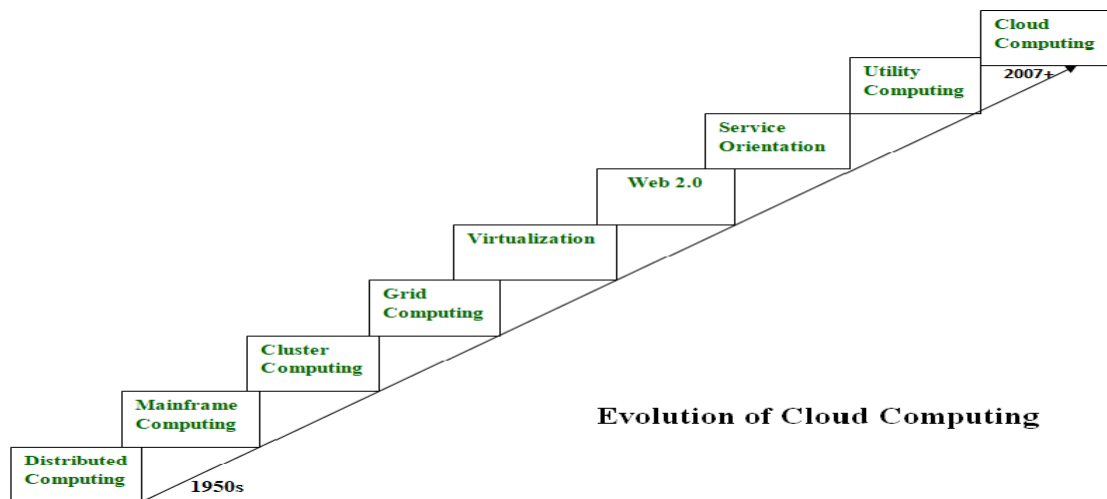 Cloud
Computing
2007+
Utility
Computing
Service
Orientation
Web 2.0
Virtualization
Grid
Computing
Cluster
Computing
Mainframe
Computing
Evolution of Cloud Computing
Distributed
Computing
1950s